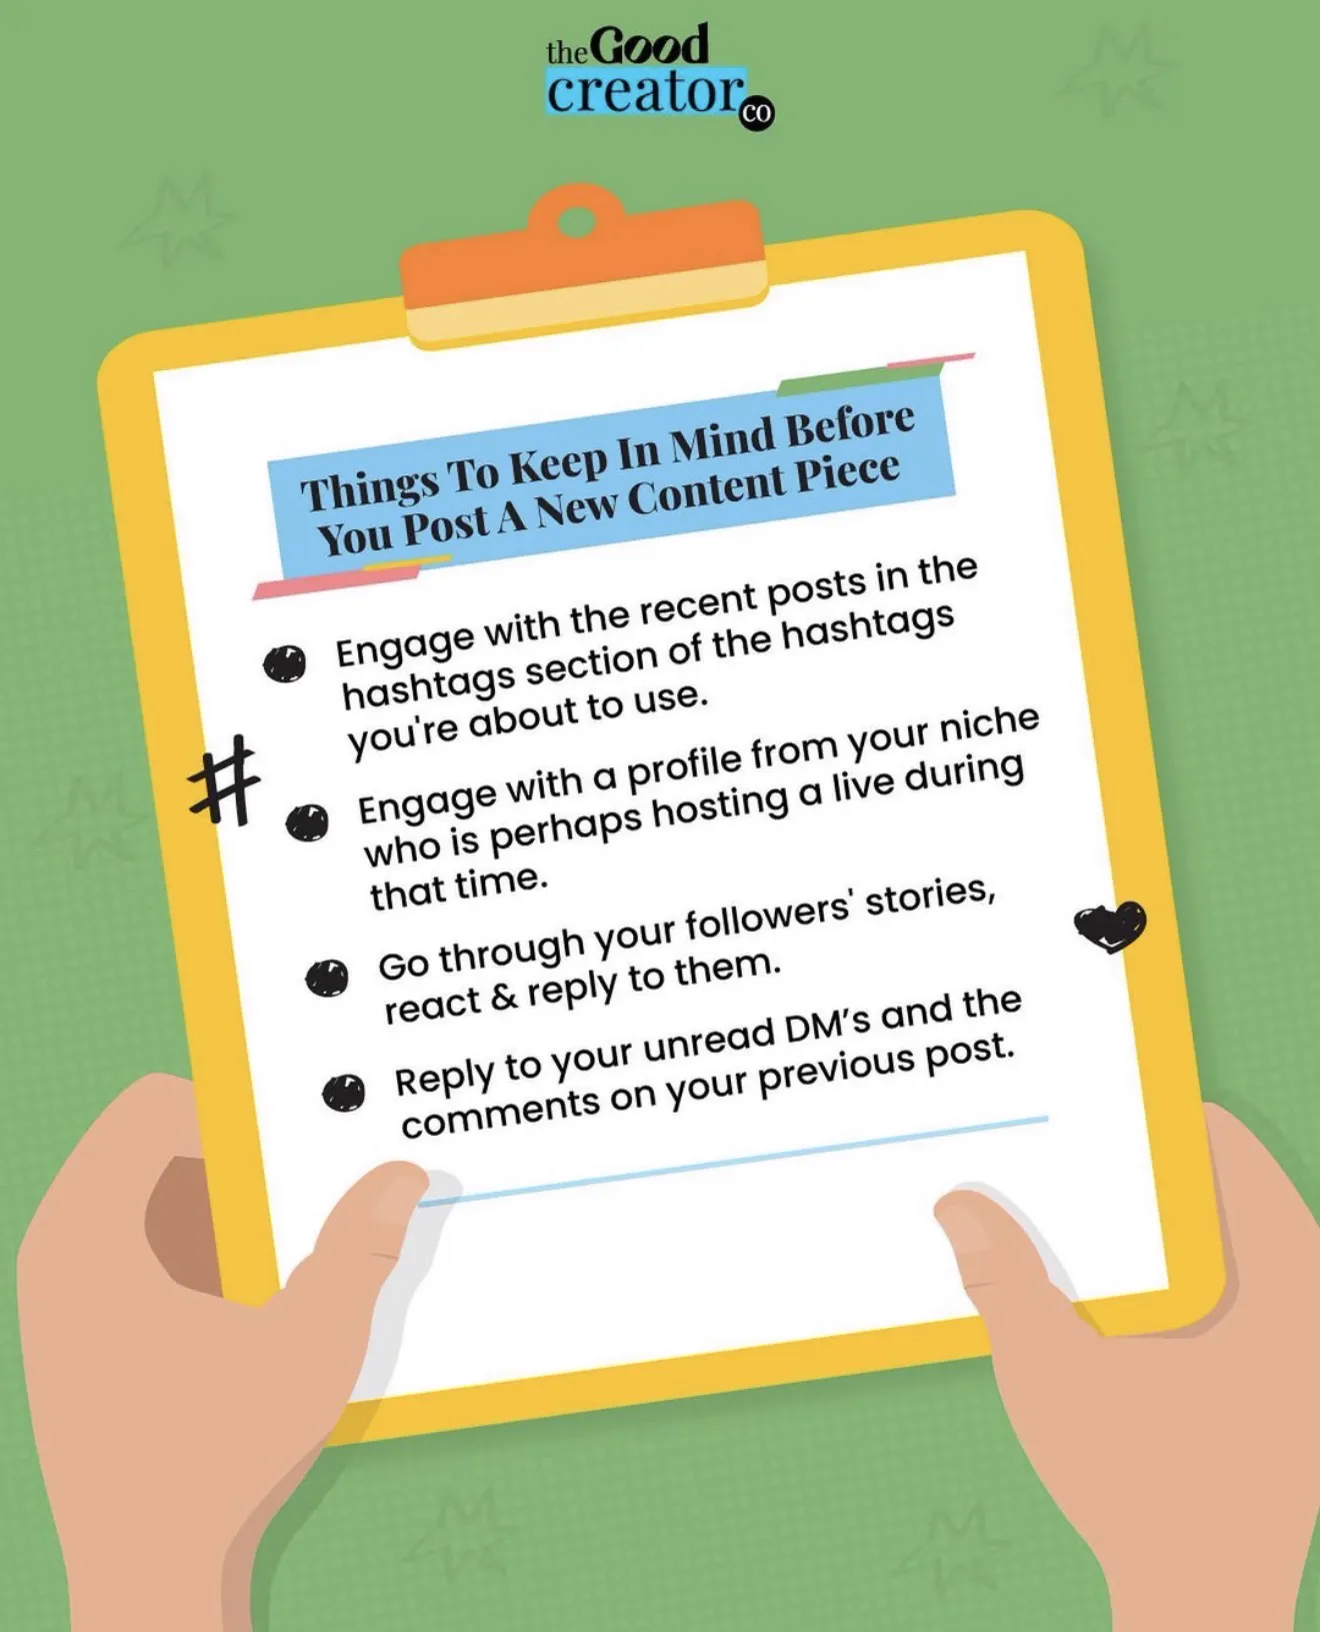 the Good
creator
co
Things To Keep In Mind Before
You Post A New Content Piece
Engage with the recent posts in the
hashtags section of the hashtags
you're about to use.
#
Engage with a profile from your niche
who is perhaps hosting a live during
that time.
Go through your followers' stories,
react & reply to them.
Reply to your unread DM’s and the
comments on your previous post.